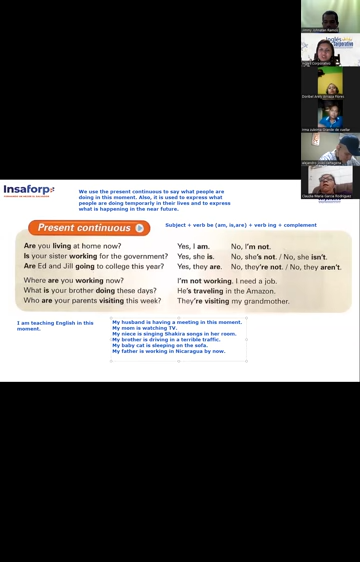 Inglés
corporativo
Insaforp
We use the present continuous to say what people are
doing in this moment. Also, it is used to express what
people are doing temporarily in their lives and to express
what is happening in the near future.
Present continuous
Subject + verb be (am, is,are) + verb ing + complement
Are you living at home now?
Yes, I am.
No, I'm not.
Is your sister working for the government?
Yes, she is.
No, she's not. / No, she isn't.
Are Ed and Jill going to college this year?
Yes, they are.
No, they're not. / No, they aren't.
Where are you working now?
I'm not working. I need a job.
What is your brother doing these days?
He's traveling in the Amazon.
Who are your parents visiting this week?
They're visiting my grandmother.
I am teaching English in this
moment.
My husband is having a meeting in this moment.
My mom is watching TV.
My niece is singing Shakira songs in her room.
My brother is driving in a terrible traffic.
My baby cat is sleeping on the sofa.
My father is working in Nicaragua by now.